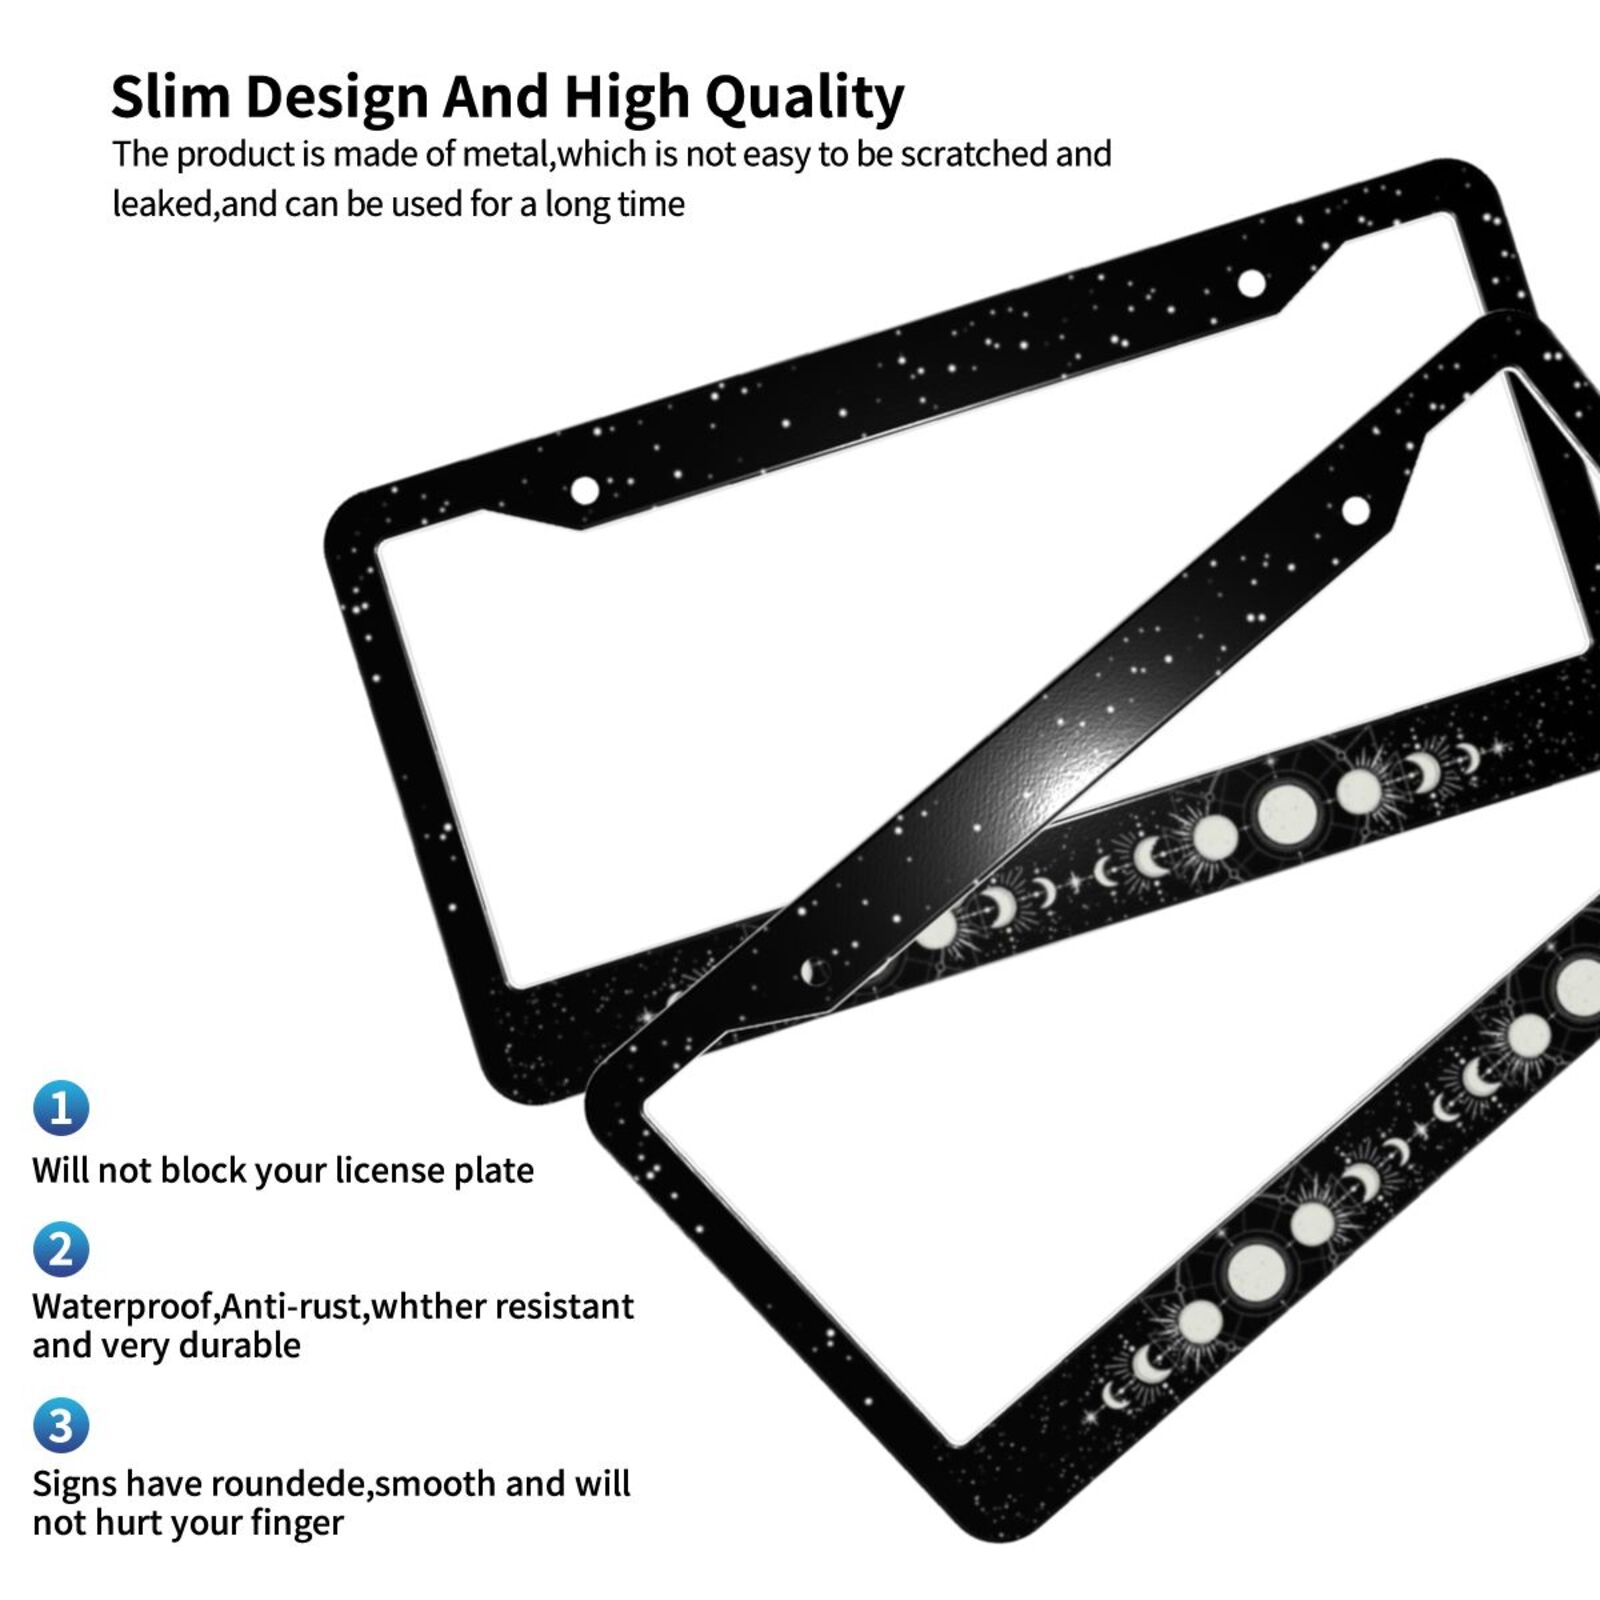 Slim Design And High Quality
The product is made of metal,which is not easy to be scratched and
leaked,and can be used for a long time
1
Will not block your license plate
2
Waterproof,Anti-rust,whther resistant
and very durable
3
Signs have roundede,smooth and will
not hurt your finger